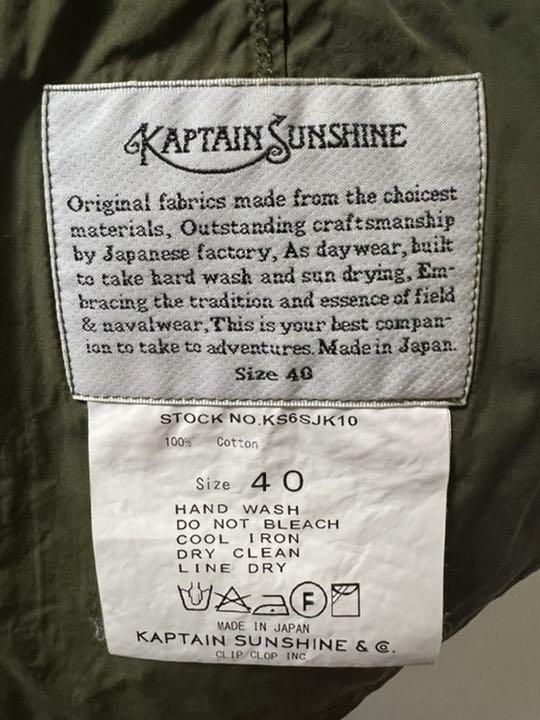 KAPTAIN SUNSHINE
Original fabrics made from the choicest
materials, Outstanding craftsmanship
by Japanese factory, As daywear, built
to take hard wash and sun drying, Em-
bracing the tradition and essence of field
& navalwear, This is your best compan-
ion to take to adventures. Made in Japan.
Size 40
STOCK NO.KS6SJK10
100% Cotton
Size 40
HAND WASH
DO NOT BLEACH
COOL IRON
DRY CLEAN
LINE DRY
F
MADE IN JAPAN
KAPTAIN SUNSHINE & Co.
CLIP CLOP INC